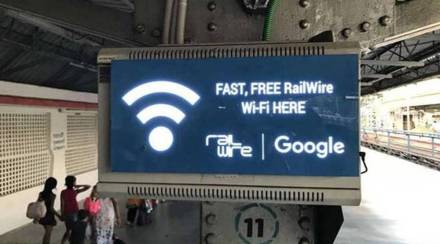 FAST, FREE RailWire
Wi-Fi HERE
RailWire | Google
11